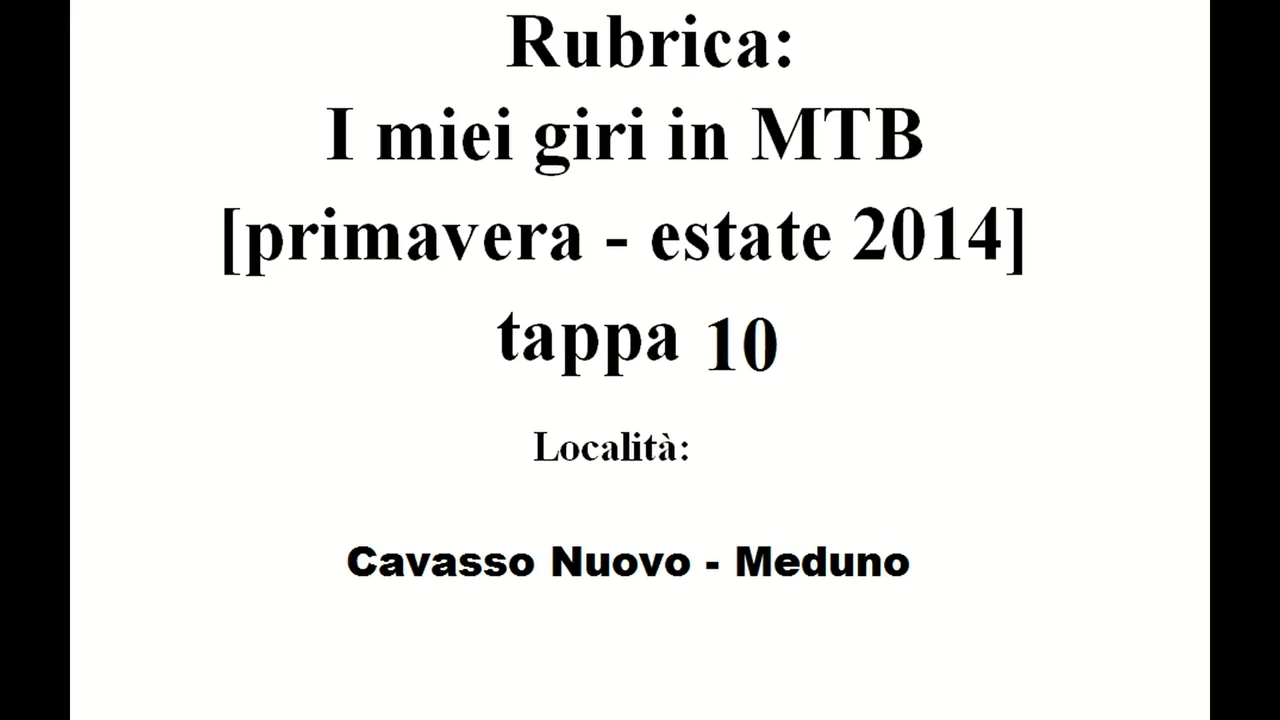 Rubrica:
I miei giri in MTB
[primavera - estate 2014]
tappa 10
Località:
Cavasso Nuovo - Meduno